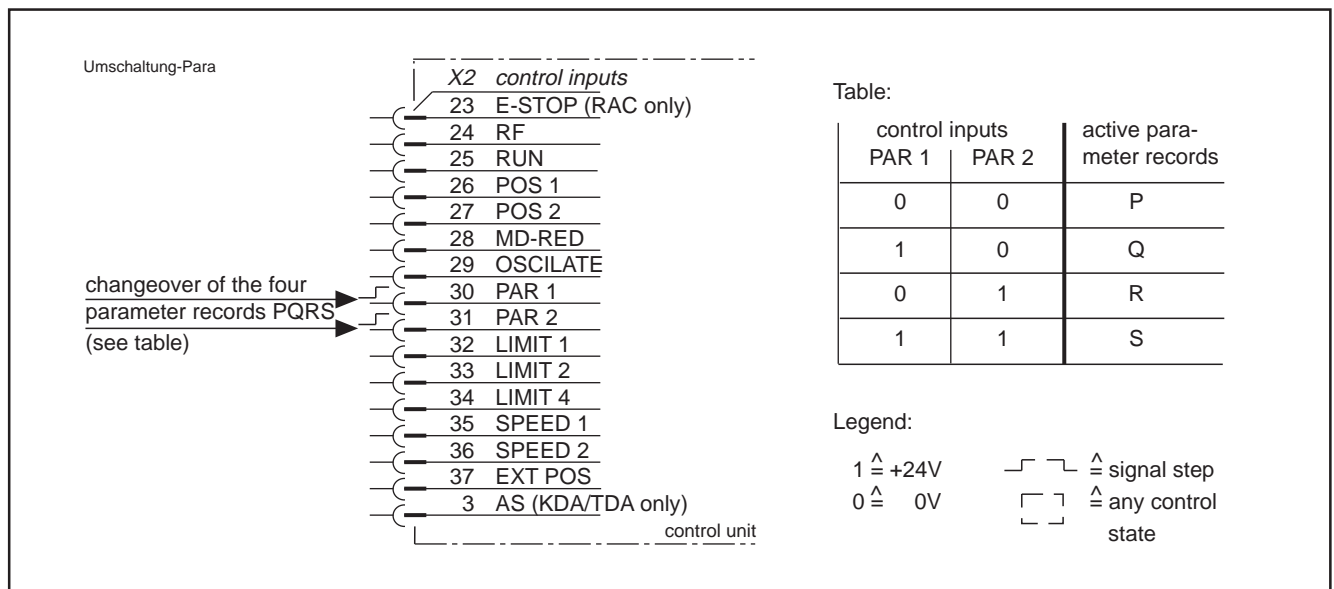 Umschaltung-Para
X2 control inputs
23 E-STOP (RAC only)
24 RF
25 RUN
26 POS 1
27 POS 2
28 MD-RED
29 OSCILATE
30 PAR 1
31 PAR 2
32 LIMIT 1
33 LIMIT 2
34 LIMIT 4
35 SPEED 1
36 SPEED 2
37 EXT POS
3 AS (KDA/TDA only)
control unit
changeover of the four
parameter records PQRS
(see table)
Table:
control inputs active para-
PAR 1 PAR 2 meter records
0 0 P
1 0 Q
0 1 R
1 1 S
Legend:
1 ≙ +24V
0 ≙ 0V
≙ signal step
≙ any control
state